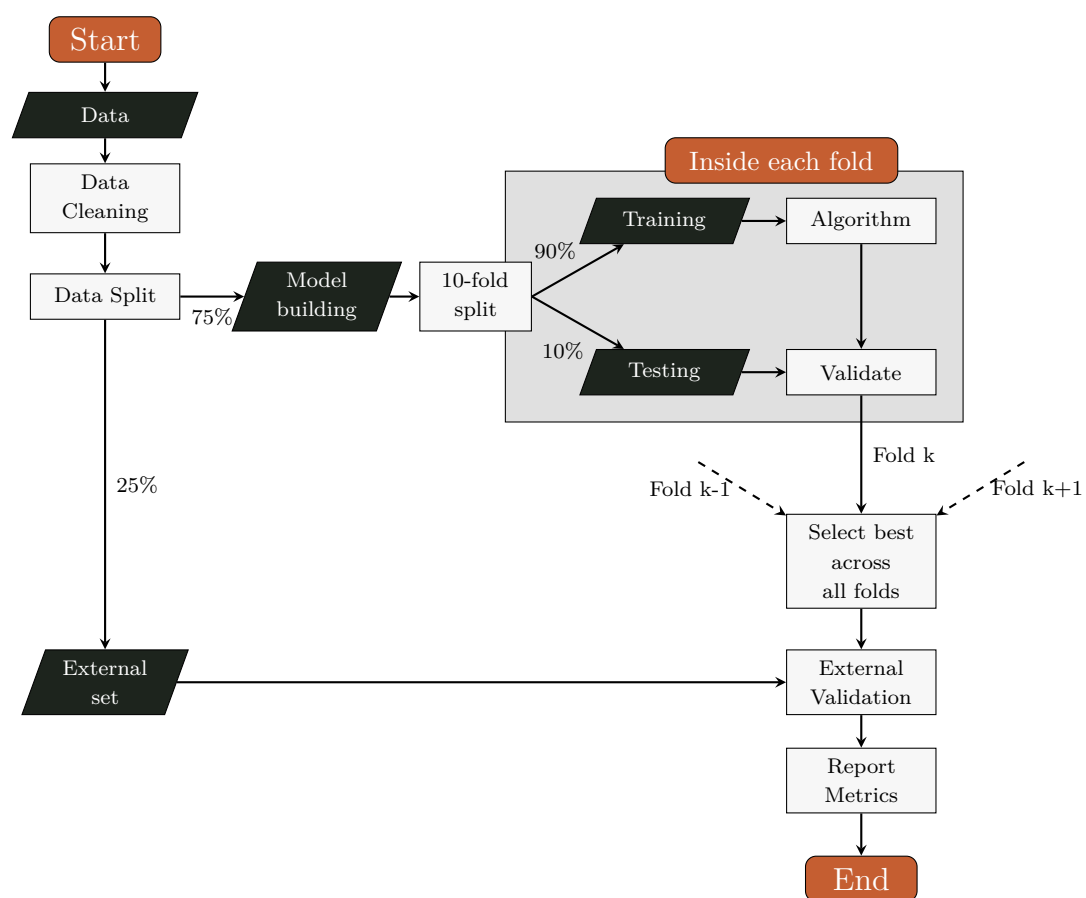 Start
Data
Data
Cleaning
Data Split
75%
Model
building
10-fold
split
Inside each fold
90%
Training
Algorithm
10%
Testing
Validate
Fold k
Fold k-1
Fold k+1
25%
Select best
across
all folds
External
set
External
Validation
Report
Metrics
End